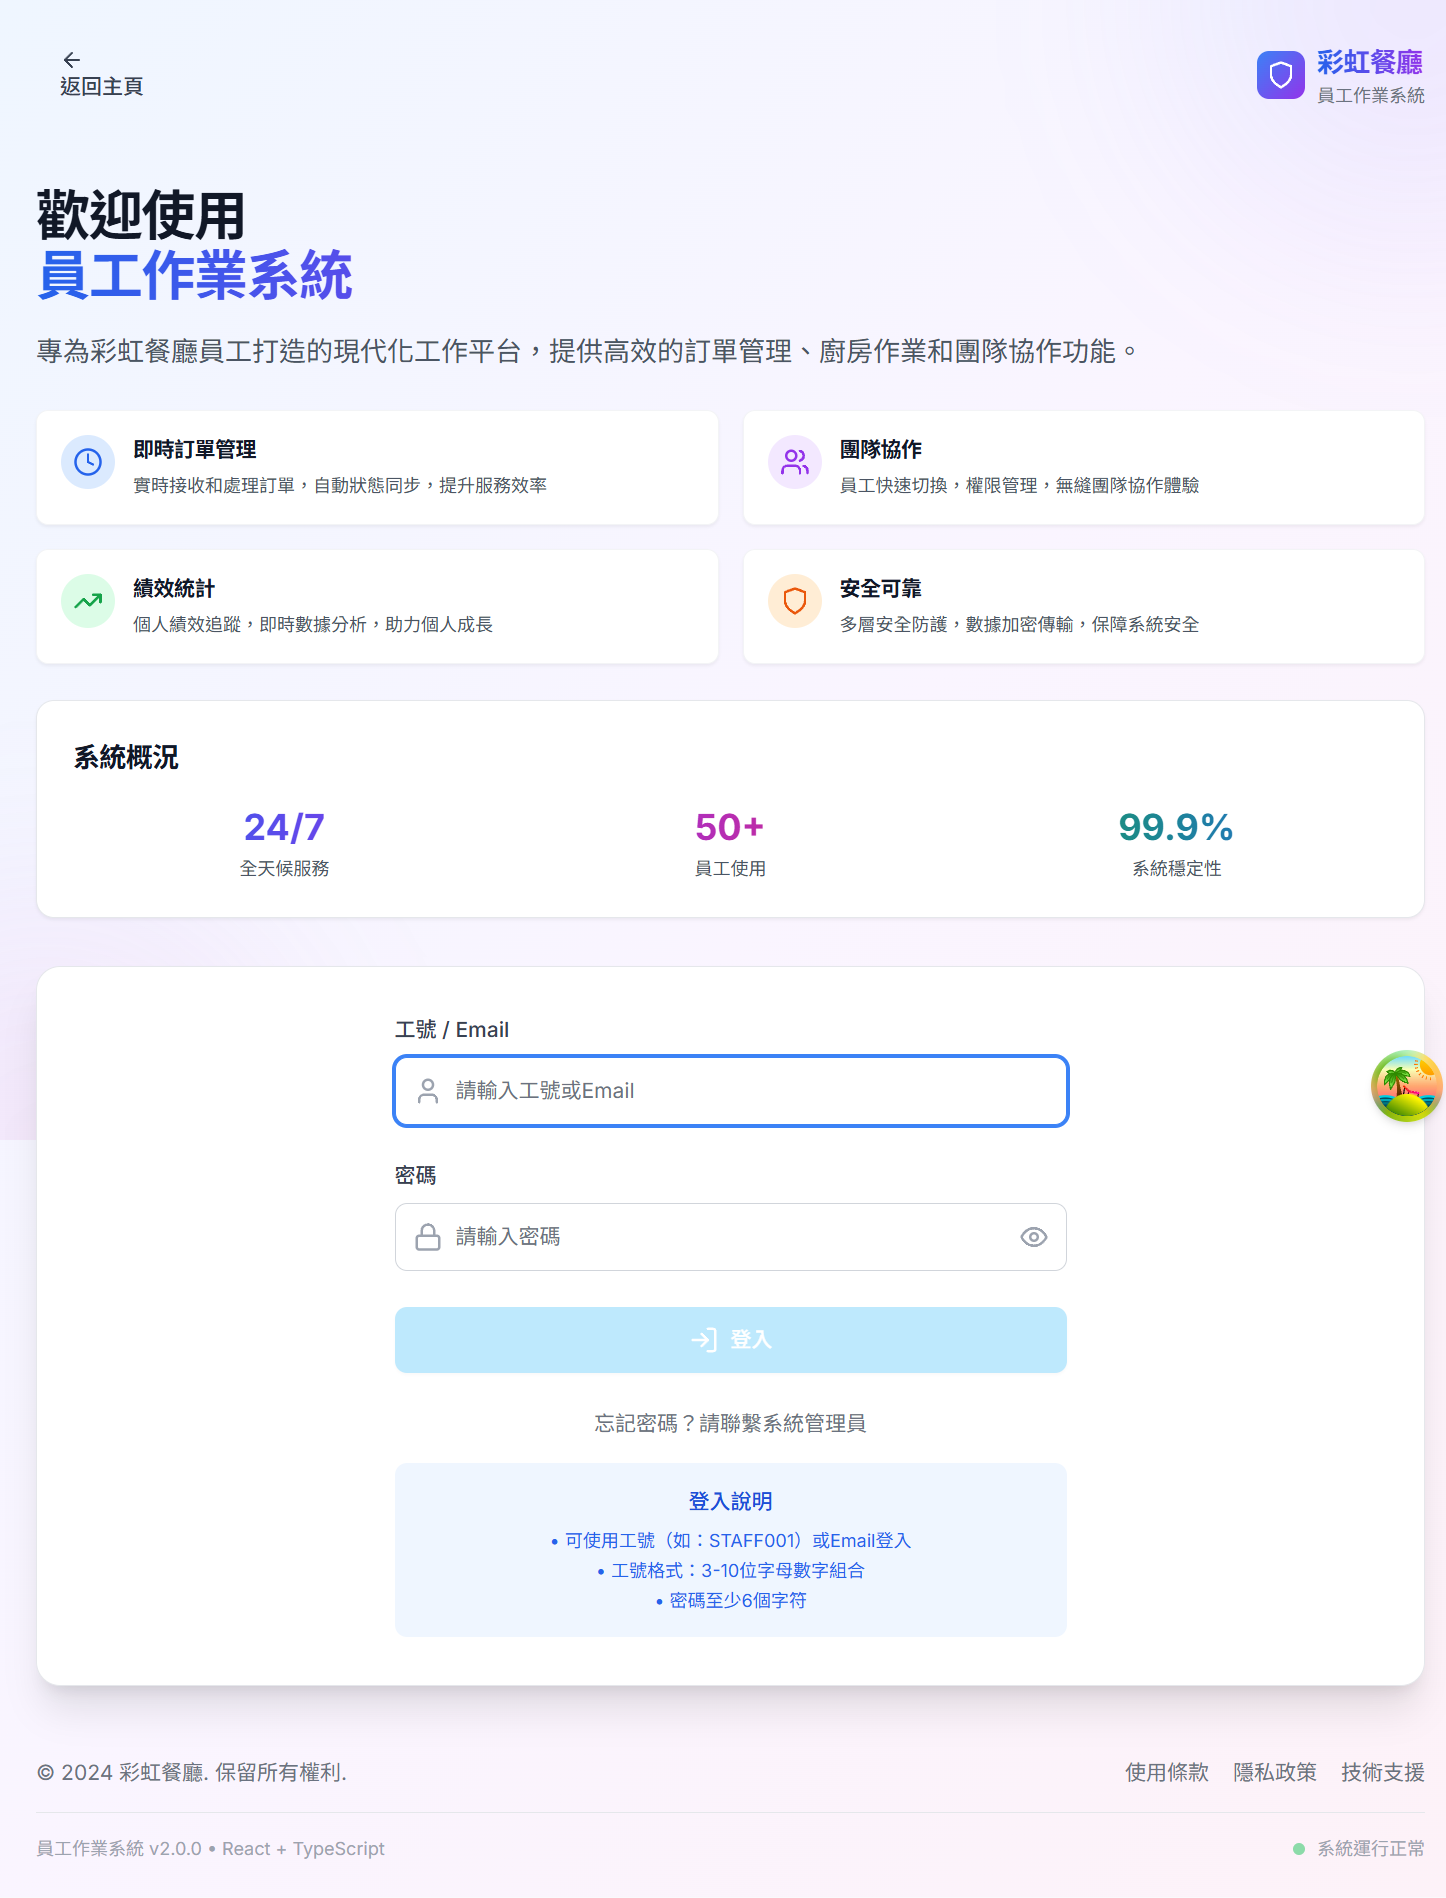 返回主頁
彩虹餐廳
員工作業系統
歡迎使用
員工作業系統
專為彩虹餐廳員工打造的現代化工作平台，提供高效的訂單管理、廚房作業和團隊協作功能。
即時訂單管理
實時接收和處理訂單，自動狀態同步，提升服務效率
團隊協作
員工快速切換，權限管理，無縫團隊協作體驗
績效統計
個人績效追蹤，即時數據分析，助力個人成長
安全可靠
多層安全防護，數據加密傳輸，保障系統安全
系統概況
24/7
全天候服務
50+
員工使用
99.9%
系統穩定性
工號 / Email
請輸入工號或Email
密碼
請輸入密碼
登入
忘記密碼？請聯繫系統管理員
登入說明
• 可使用工號（如：STAFF001）或Email登入
• 工號格式：3-10位字母數字組合
• 密碼至少6個字符
© 2024 彩虹餐廳. 保留所有權利.
使用條款 隱私政策 技術支援
員工作業系統 v2.0.0 • React + TypeScript
系統運行正常